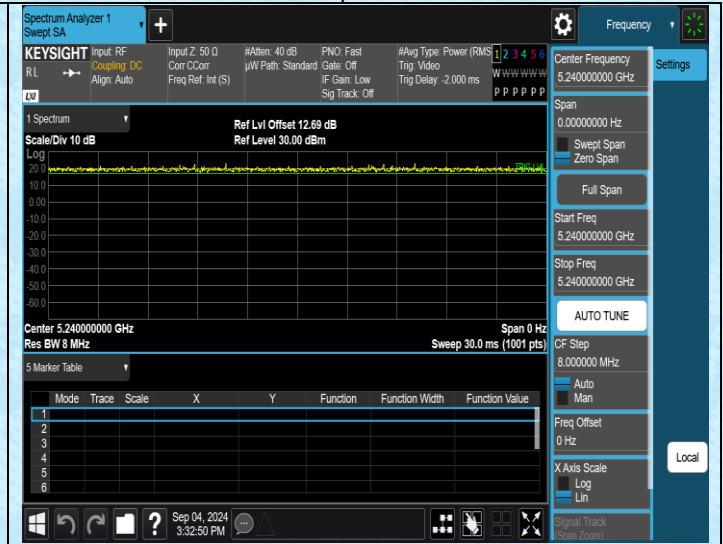 Spectrum Analyzer 1
Swept SA
Frequency
KEYSIGHT
RL
LXI
Input: RF
Coupling: DC
Align: Auto
Input Z: 50 Ω
Corr CCorr
Freq Ref: Int (S)
#Atten: 40 dB
µW Path: Standard
PNO: Fast
Gate: Off
IF Gain: Low
Sig Track: Off
#Avg Type: Power (RMS
Trig: Video
Trig Delay: -2.000 ms
1 2 3 4 5 6
W W W W W W
P P P P P P
1 Spectrum
Scale/Div 10 dB
Ref Lvl Offset 12.69 dB
Ref Level 30.00 dBm
Log
20.0
10.0
0.00
-10.0
-20.0
-30.0
-40.0
-50.0
-60.0
TRIG LVL
Center 5.240000000 GHz
Span 0 Hz
Res BW 8 MHz
Sweep 30.0 ms (1001 pts)
5 Marker Table
Mode Trace Scale X Y Function Function Width Function Value
1
2
3
4
5
6
Sep 04, 2024
3:32:50 PM
Center Frequency
5.240000000 GHz
Span
0.00000000 Hz
Swept Span
Zero Span
Full Span
Start Freq
5.240000000 GHz
Stop Freq
5.240000000 GHz
AUTO TUNE
CF Step
8.000000 MHz
Auto
Man
Freq Offset
0 Hz
X Axis Scale
Log
Lin
Signal Track
(Span Zoom)
Settings
Local